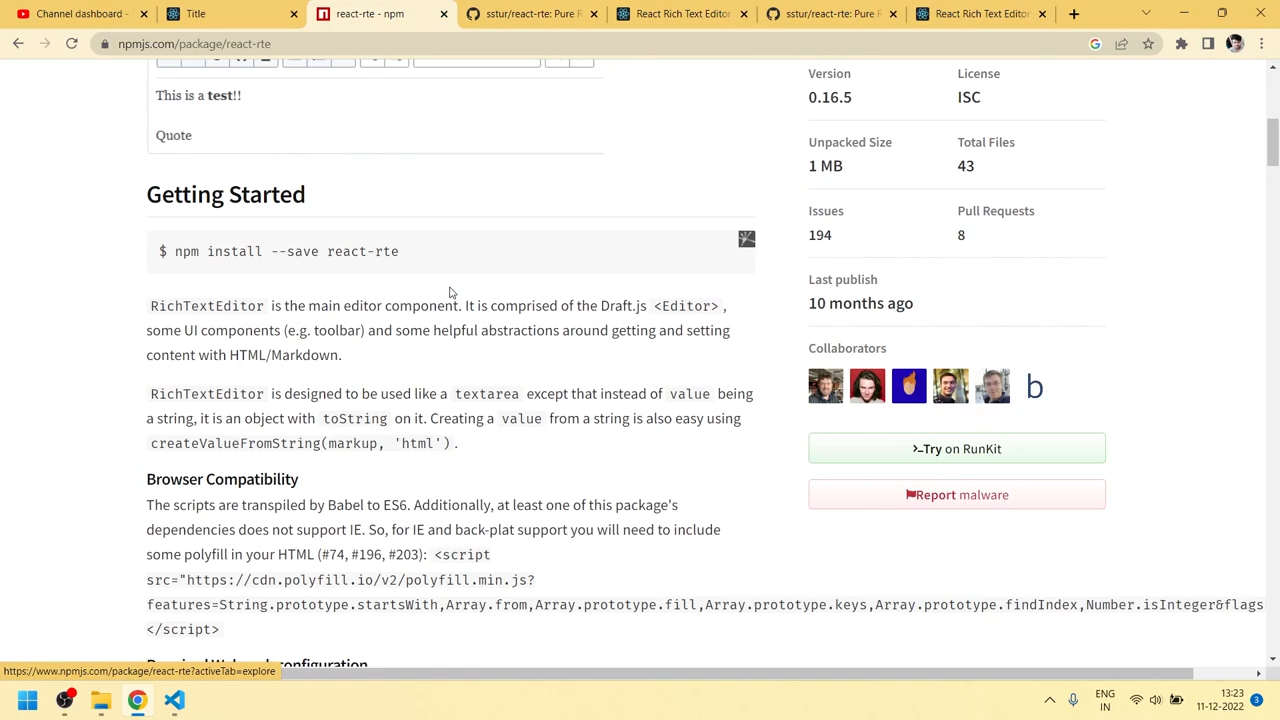 Channel dashboard -
Title
react-rte - npm
sstur/react-rte: Pure R
React Rich Text Editor
sstur/react-rte: Pure R
React Rich Text Editor
npmjs.com/package/react-rte
This is a test!!
Quote
Getting Started
$ npm install --save react-rte
RichTextEditor is the main editor component. It is comprised of the Draft.js <Editor>,
some UI components (e.g. toolbar) and some helpful abstractions around getting and setting
content with HTML/Markdown.
RichTextEditor is designed to be used like a textarea except that instead of value being
a string, it is an object with toString on it. Creating a value from a string is also easy using
createValueFromString(markup, 'html').
Browser Compatibility
The scripts are transpiled by Babel to ES6. Additionally, at least one of this package's
dependencies does not support IE. So, for IE and back-plat support you will need to include
some polyfill in your HTML (#74, #196, #203): <script
src="https://cdn.polyfill.io/v2/polyfill.min.js?
features=String.prototype.startsWith,Array.from,Array.prototype.fill,Array.prototype.keys,Array.prototype.findIndex,Number.isInteger&flags
</script>
Version
License
0.16.5
ISC
Unpacked Size
Total Files
1 MB
43
Issues
Pull Requests
194
8
Last publish
10 months ago
Collaborators
b
>_Try on RunKit
Report malware
https://www.npmjs.com/package/react-rte?activeTab=explore
ENG
IN
13:23
11-12-2022
3